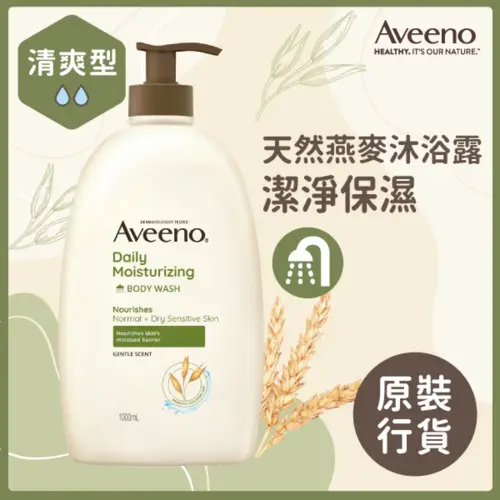 清爽型
Aveeno
HEALTHY. IT'S OUR NATURE.™
天然燕麥沐浴露
潔淨保濕
DERMATOLOGIST TESTED
Aveeno®
Daily
Moisturizing
BODY WASH
Nourishes
Normal + Dry Sensitive Skin
Nourishes skin's
moisture barrier
GENTLE SCENT
1000mL
原裝
行貨